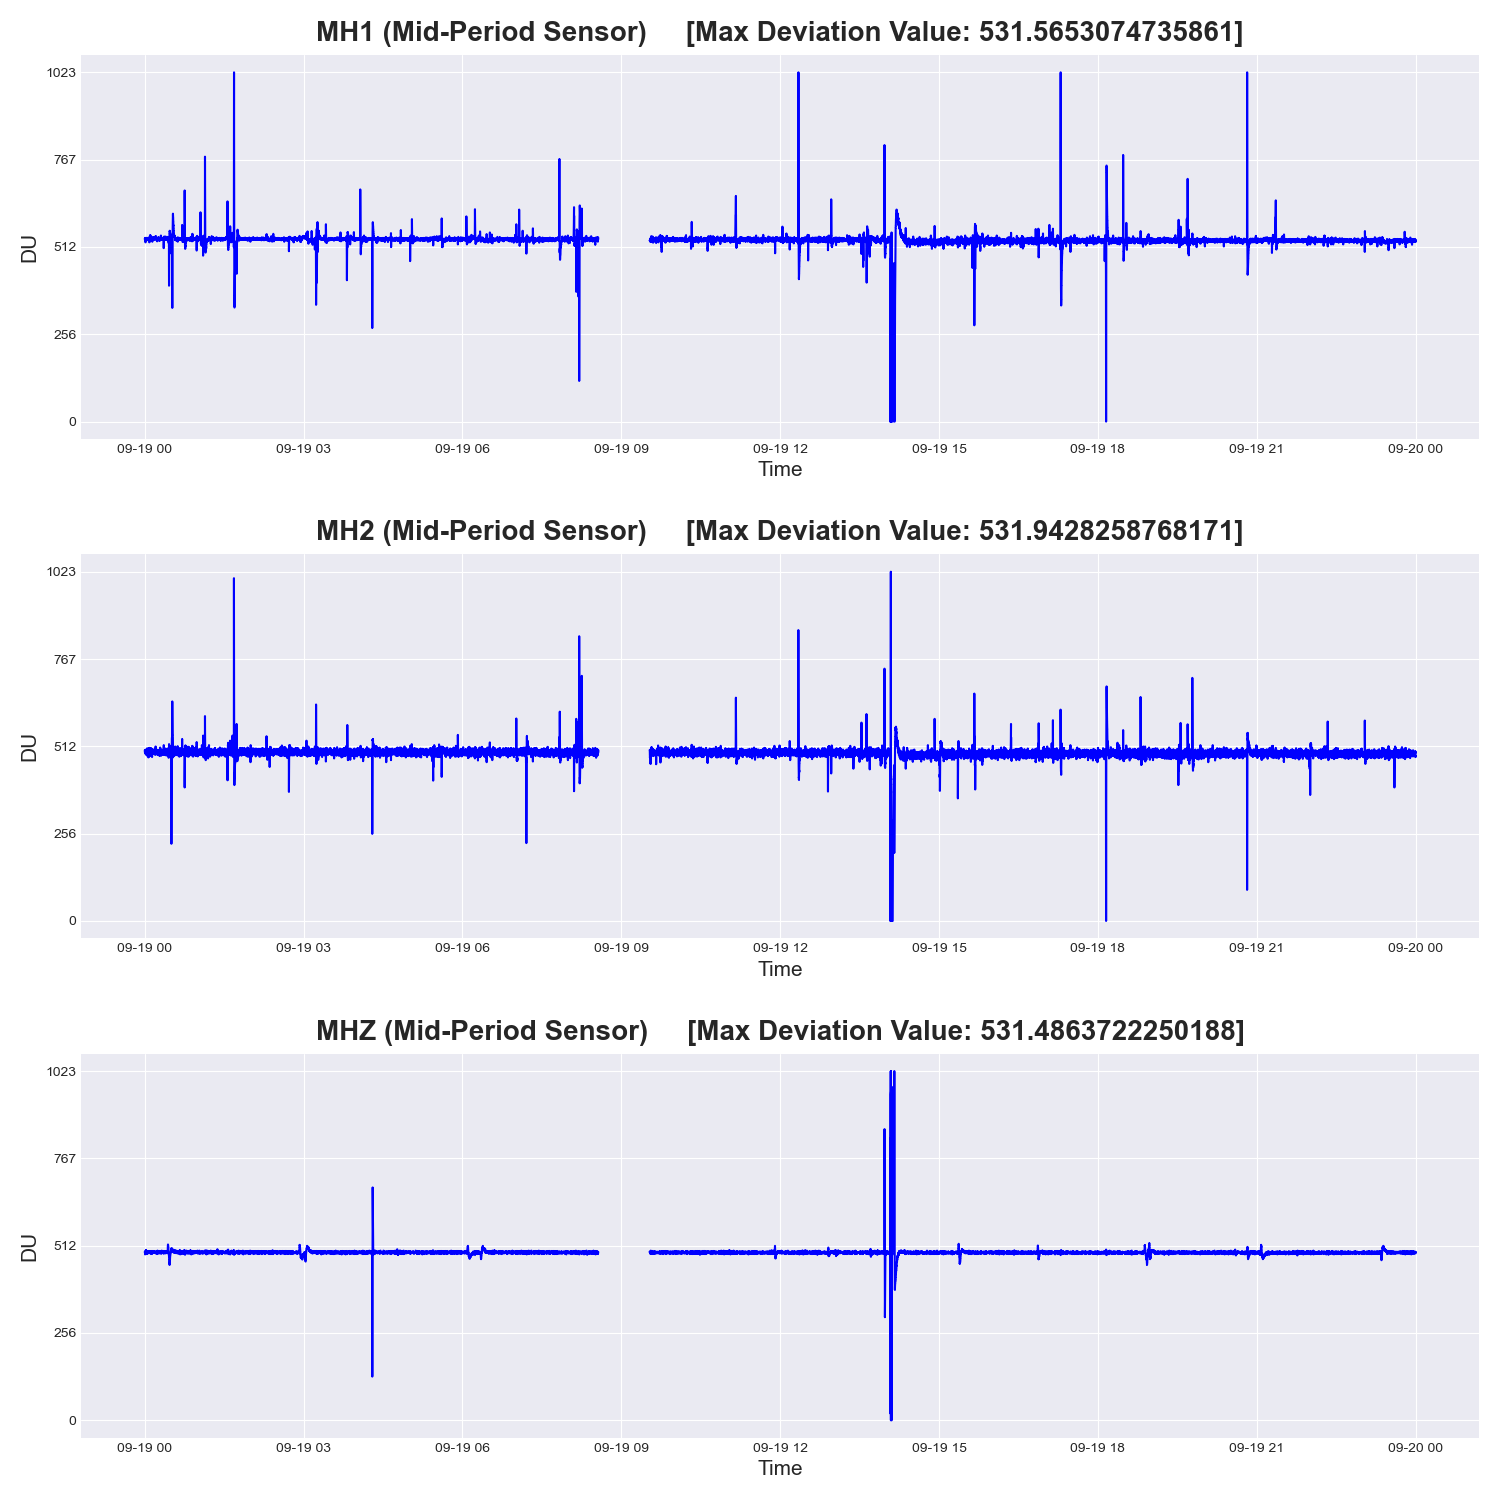 MH1 (Mid-Period Sensor) [Max Deviation Value: 531.5653074735861]
1023
767
512
256
0
DU
09-19 00 09-19 03 09-19 06 09-19 09 09-19 12 09-19 15 09-19 18 09-19 21 09-20 00
Time
MH2 (Mid-Period Sensor) [Max Deviation Value: 531.9428258768171]
1023
767
512
256
0
DU
09-19 00 09-19 03 09-19 06 09-19 09 09-19 12 09-19 15 09-19 18 09-19 21 09-20 00
Time
MHZ (Mid-Period Sensor) [Max Deviation Value: 531.4863722250188]
1023
767
512
256
0
DU
09-19 00 09-19 03 09-19 06 09-19 09 09-19 12 09-19 15 09-19 18 09-19 21 09-20 00
Time